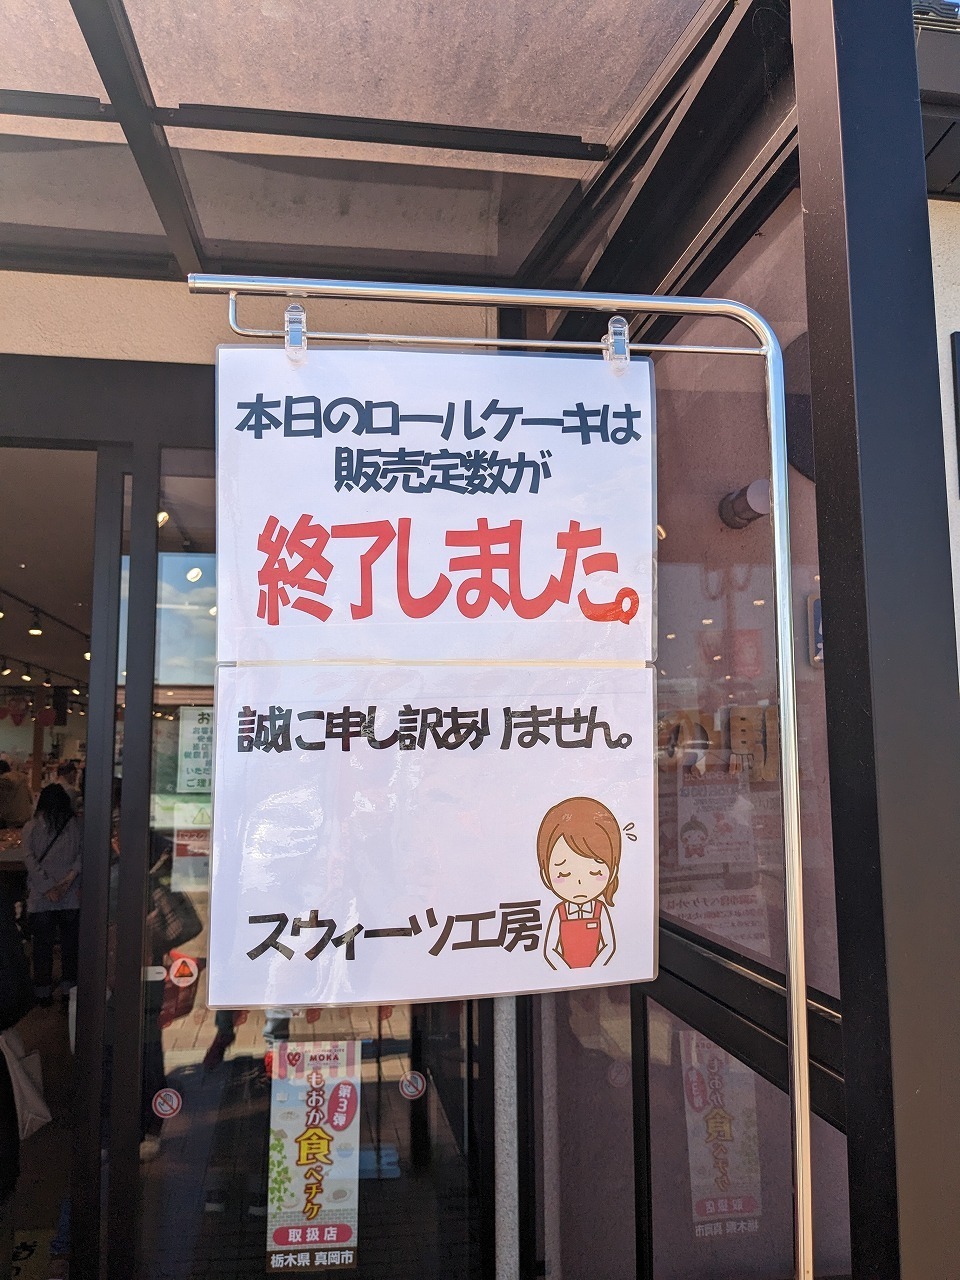 本日のロールケーキは
販売定数が
終了しました。
誠に申し訳ありません。
スウィーツ工房
MOKA
第3弾
もおか食べチケ
取扱店
栃木県 真岡市